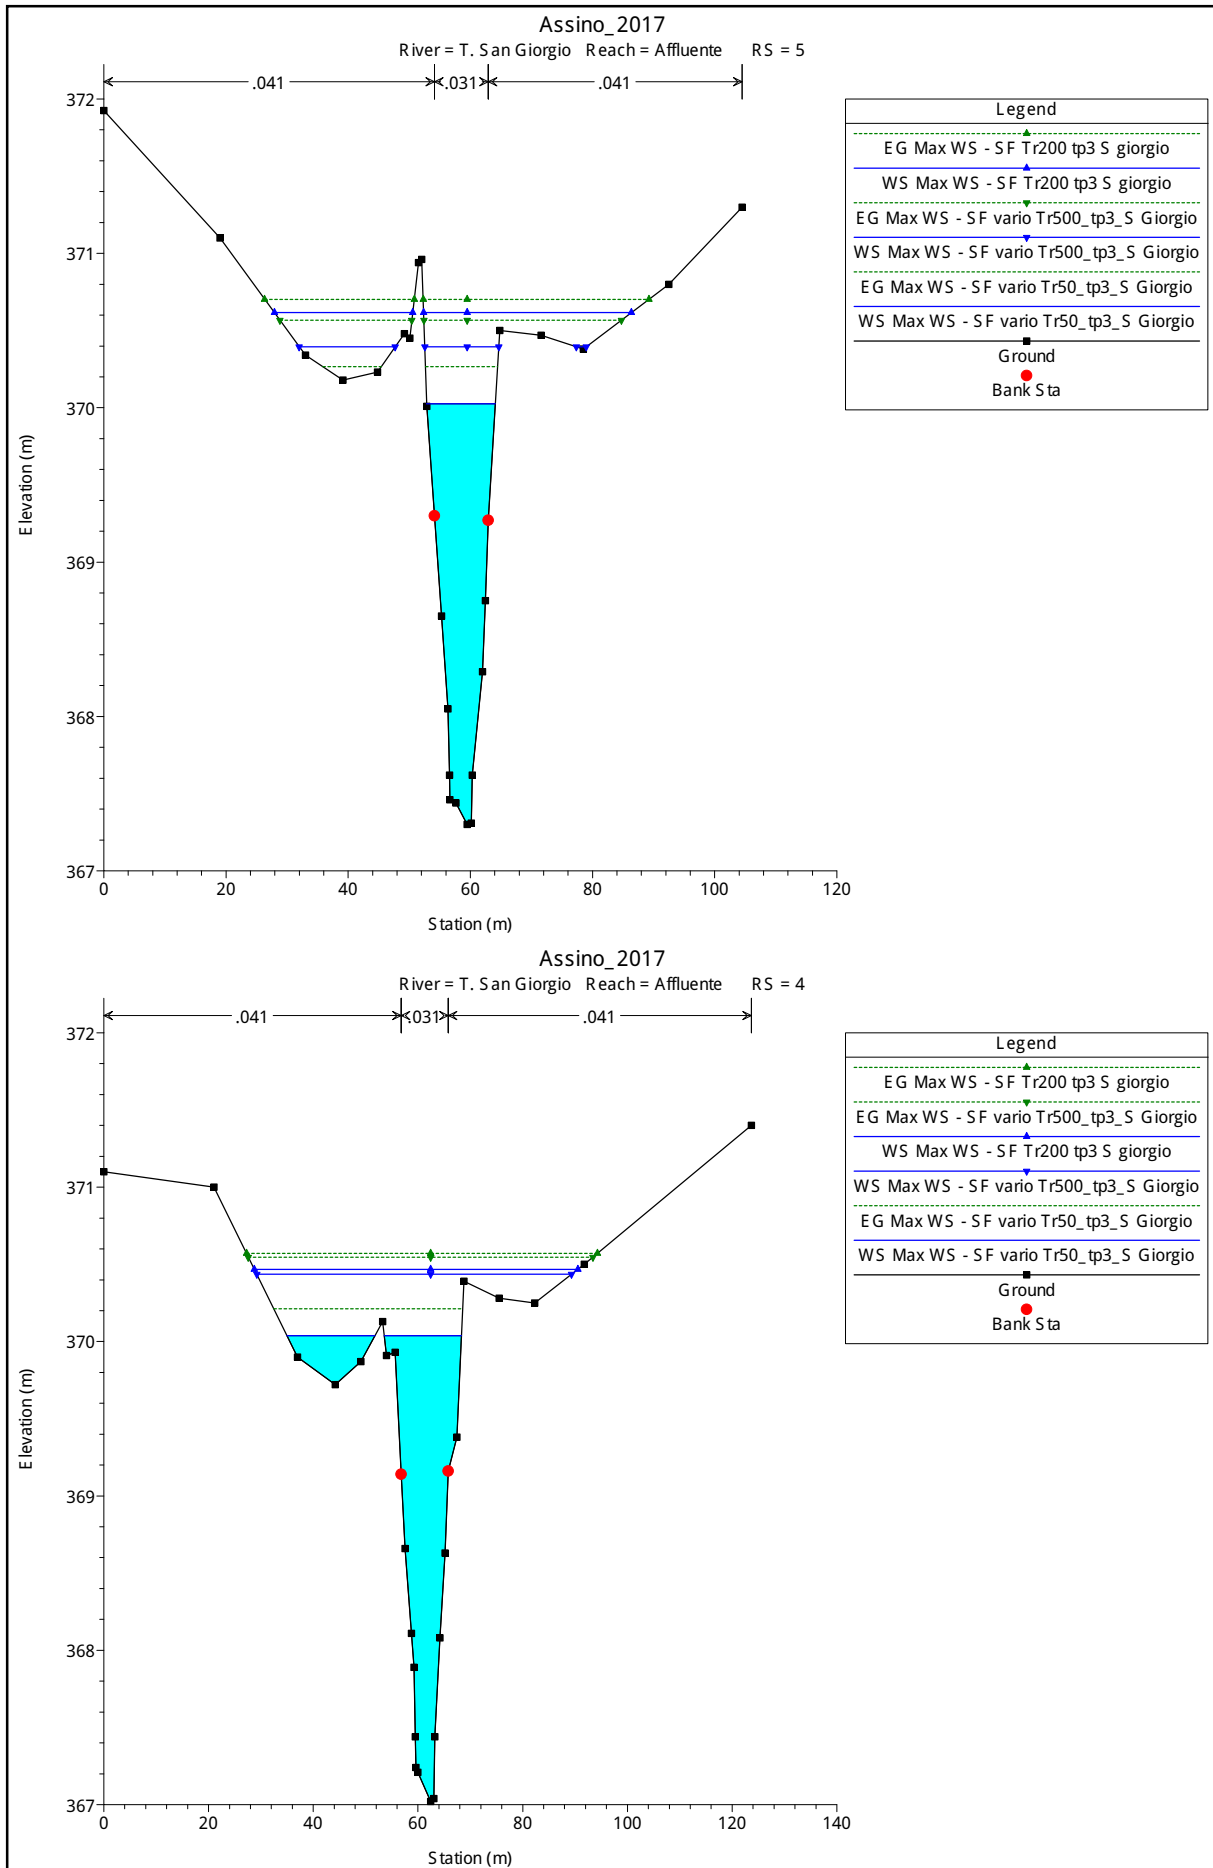 Assino_2017
River = T. San Giorgio Reach = Affluente RS = 5
.041 .031 .041
Legend
EG Max WS - SF Tr200 tp3 S giorgio
WS Max WS - SF Tr200 tp3 S giorgio
EG Max WS - SF vario Tr500_tp3_S Giorgio
WS Max WS - SF vario Tr500_tp3_S Giorgio
EG Max WS - SF vario Tr50_tp3_S Giorgio
WS Max WS - SF vario Tr50_tp3_S Giorgio
Ground
Bank Sta
372
371
370
369
368
367
Elevation (m)
0 20 40 60 80 100 120
Station (m)
Assino_2017
River = T. San Giorgio Reach = Affluente RS = 4
.041 .031 .041
Legend
EG Max WS - SF Tr200 tp3 S giorgio
EG Max WS - SF vario Tr500_tp3_S Giorgio
WS Max WS - SF Tr200 tp3 S giorgio
WS Max WS - SF vario Tr500_tp3_S Giorgio
EG Max WS - SF vario Tr50_tp3_S Giorgio
WS Max WS - SF vario Tr50_tp3_S Giorgio
Ground
Bank Sta
372
371
370
369
368
367
Elevation (m)
0 20 40 60 80 100 120 140
Station (m)